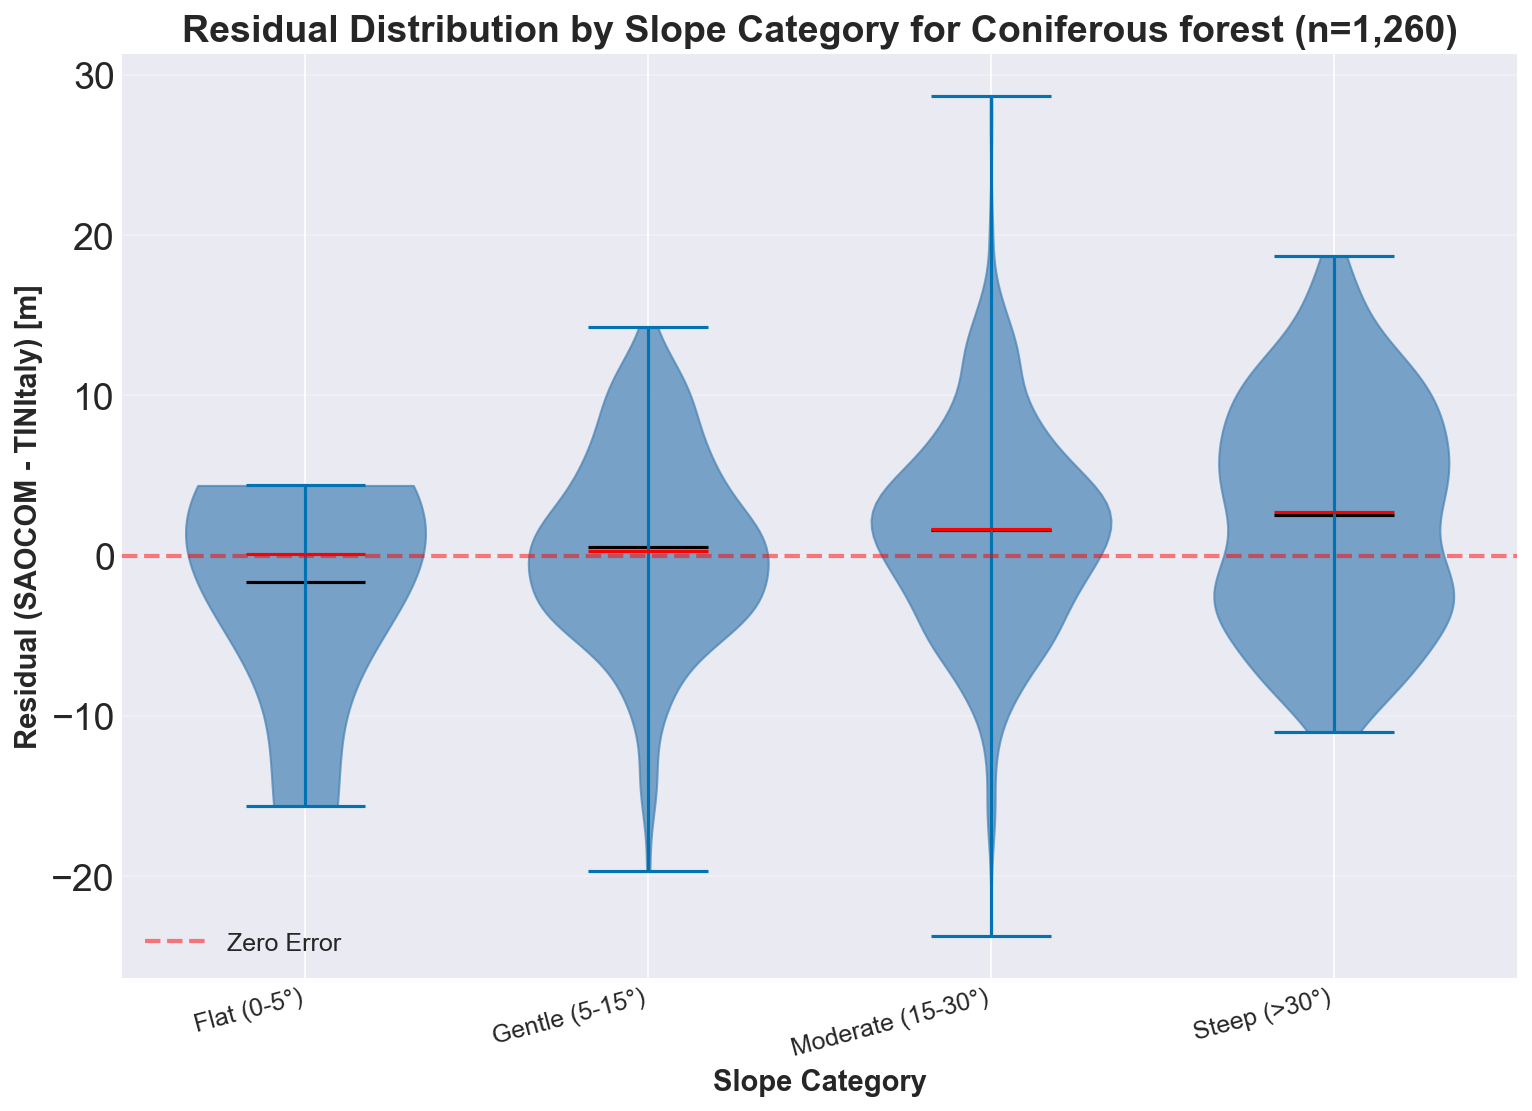 Residual Distribution by Slope Category for Coniferous forest (n=1,260)
Residual (SAOCOM - TINItaly) [m]
30
20
10
0
−10
−20
Zero Error
Flat (0-5°)
Gentle (5-15°)
Moderate (15-30°)
Steep (>30°)
Slope Category